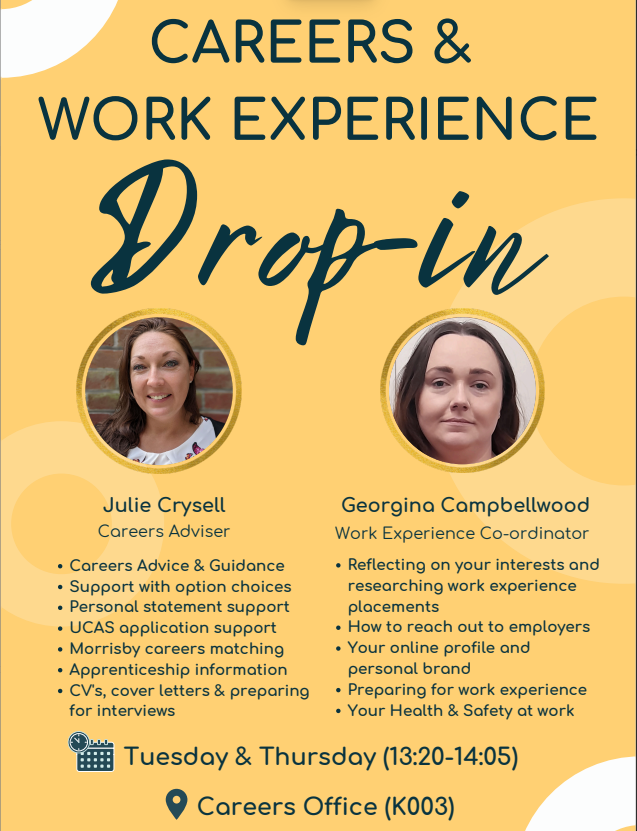 CAREERS &
WORK EXPERIENCE
Drop-in
Julie Crysell
Careers Adviser
• Careers Advice & Guidance
• Support with option choices
• Personal statement support
• UCAS application support
• Morrisby careers matching
• Apprenticeship information
• CV's, cover letters & preparing
for interviews
Georgina Campbellwood
Work Experience Co-ordinator
• Reflecting on your interests and
researching work experience
placements
• How to reach out to employers
• Your online profile and
personal brand
• Preparing for work experience
• Your Health & Safety at work
Tuesday & Thursday (13:20-14:05)
Careers Office (K003)